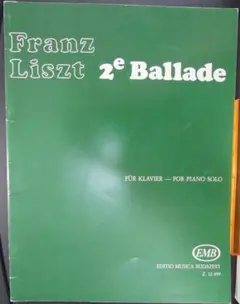 Franz
Liszt 2e Ballade
FÜR KLAVIER — FOR PIANO SOLO
EMB
EDITIO MUSICA BUDAPEST